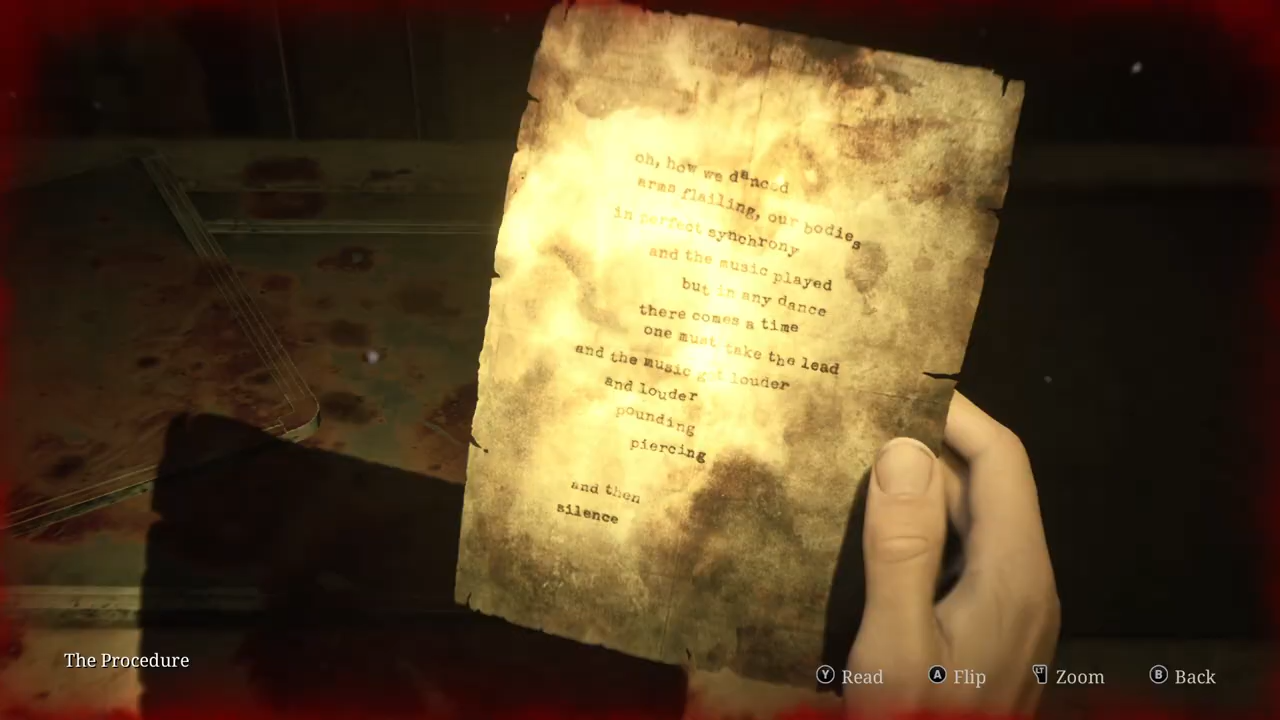 oh, how we danced
arms flailing, our bodies
in perfect synchrony
and the music played
but in any dance
there comes a time
one must take the lead
and the music got louder
and louder
pounding
piercing
and then
silence
The Procedure
Y Read
A Flip
LT Zoom
B Back